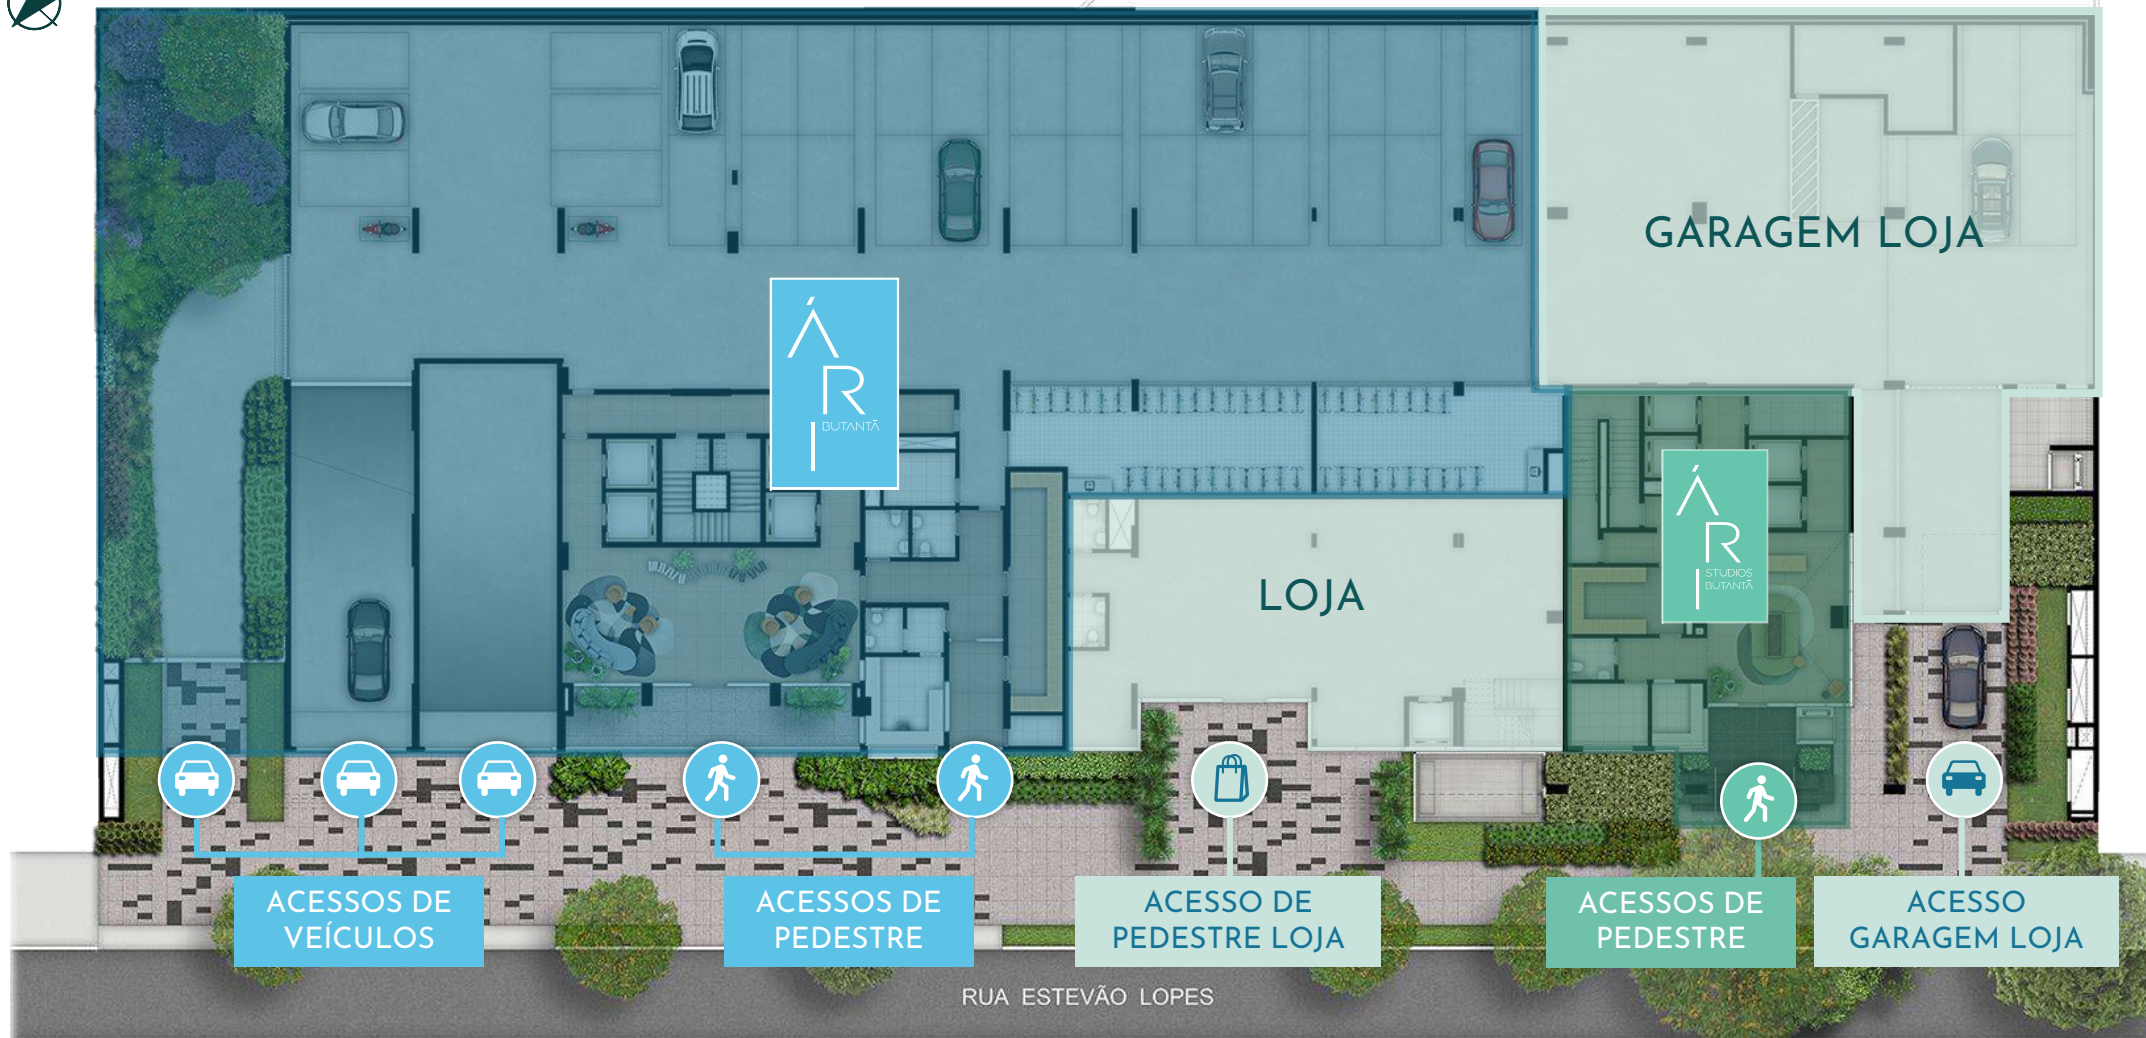 GARAGEM LOJA
ÁRI
BUTANTÃ
LOJA
ÁRI
STUDIOS
BUTANTÃ
ACESSOS DE
VEÍCULOS
ACESSOS DE
PEDESTRE
ACESSO DE
PEDESTRE LOJA
ACESSOS DE
PEDESTRE
ACESSO
GARAGEM LOJA
RUA ESTEVÃO LOPES